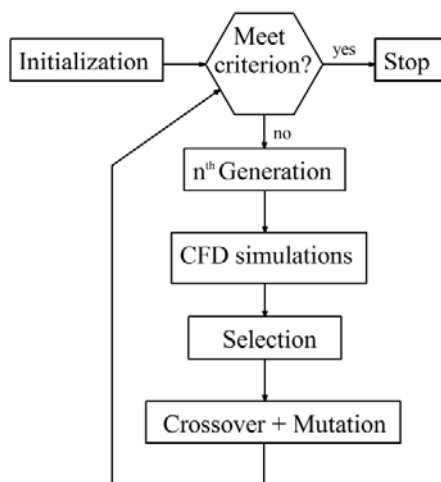 Initialization
Meet
criterion?
yes
Stop
no
nth Generation
CFD simulations
Selection
Crossover + Mutation